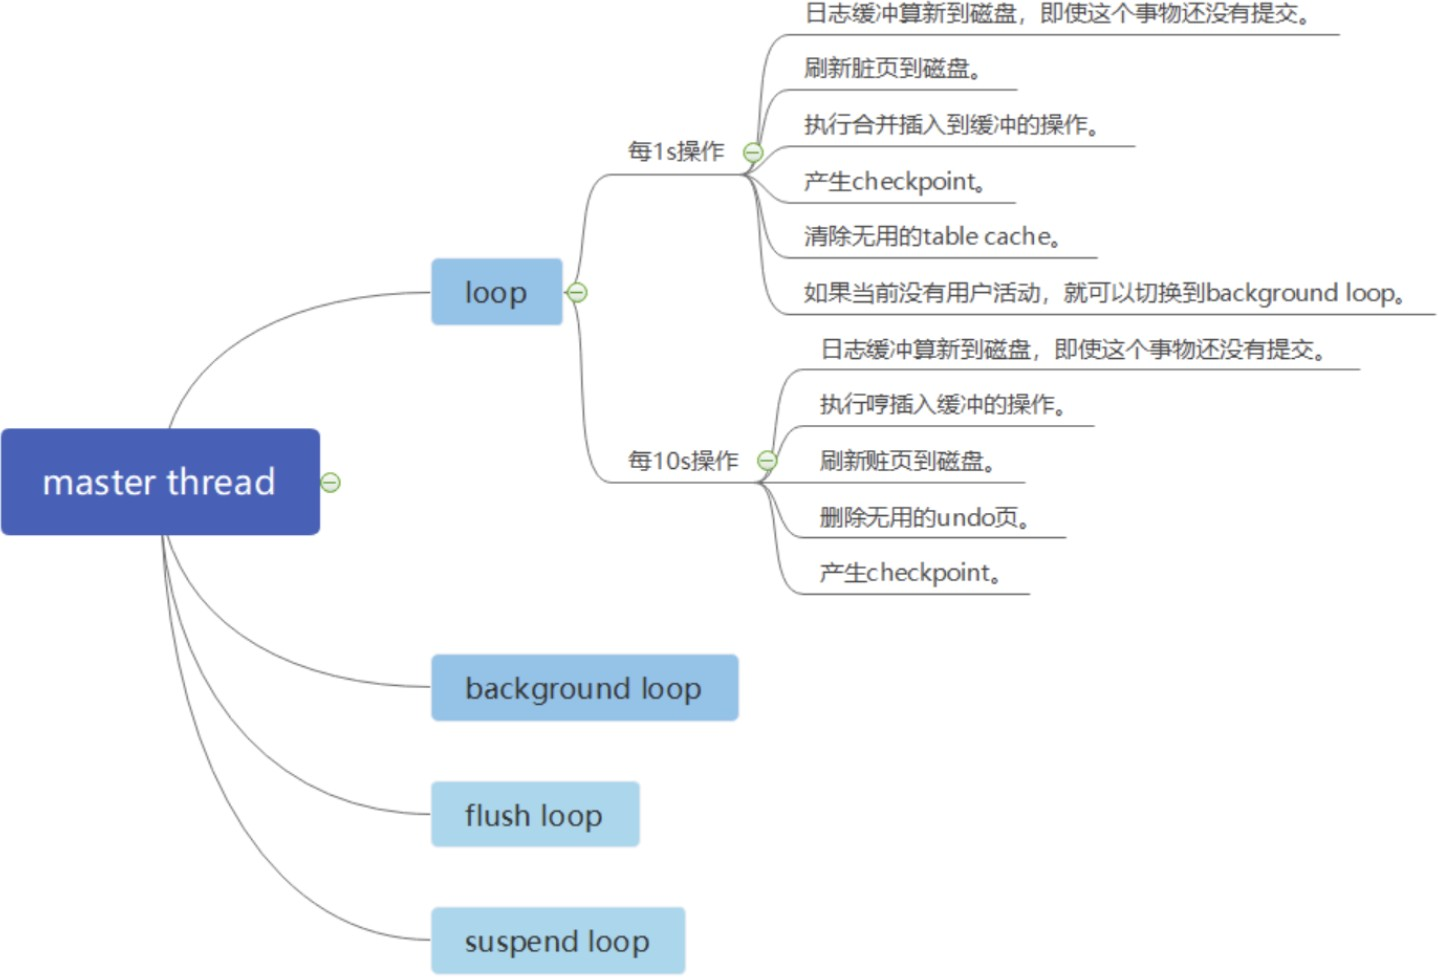 日志缓冲算新到磁盘，即使这个事物还没有提交。
刷新脏页到磁盘。
执行合并插入到缓冲的操作。
每1s操作
产生checkpoint。
清除无用的table cache。
loop
如果当前没有用户活动，就可以切换到background loop。
日志缓冲算新到磁盘，即使这个事物还没有提交。
执行哼插入缓冲的操作。
每10s操作
刷新赃页到磁盘。
master thread
删除无用的undo页。
产生checkpoint。
background loop
flush loop
suspend loop